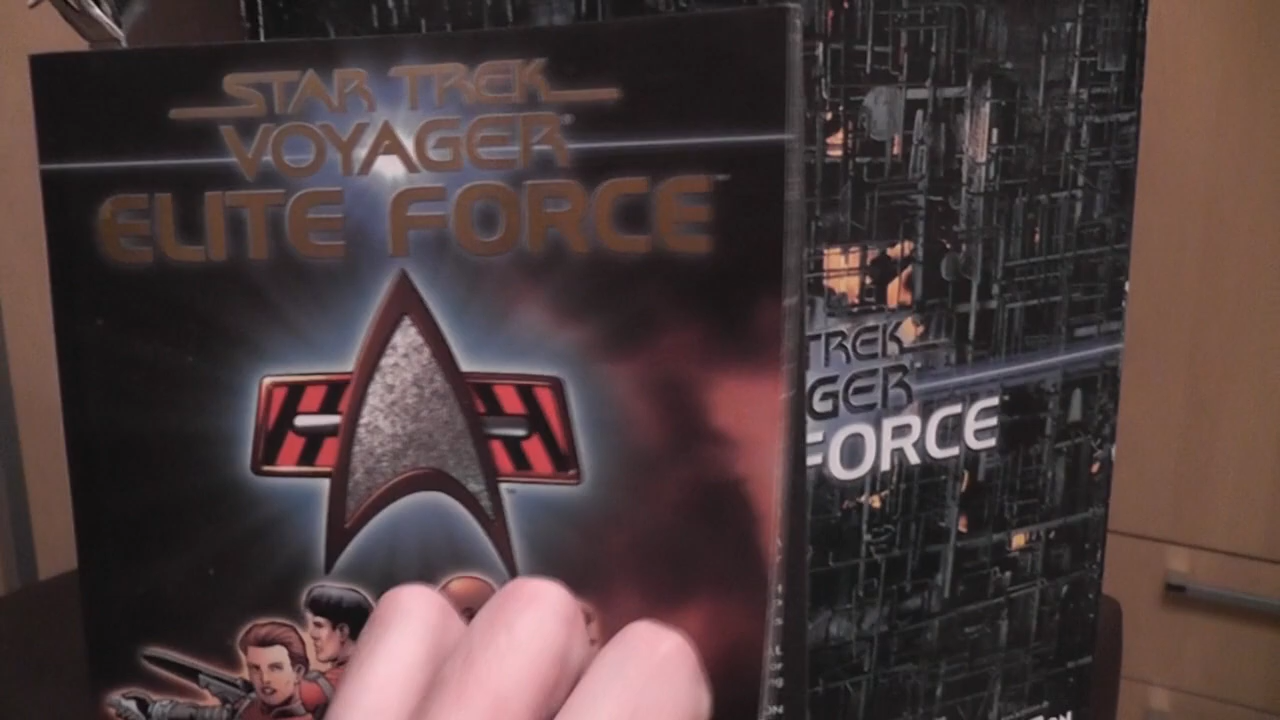 STAR TREK
VOYAGER
ELITE FORCE
TREK
GER
FORCE